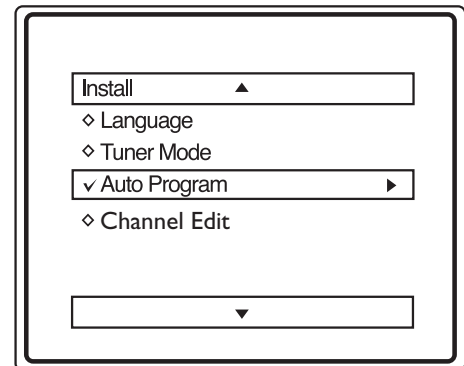 Install ▲
◇ Language
◇ Tuner Mode
✓ Auto Program ▶
◇ Channel Edit
▼